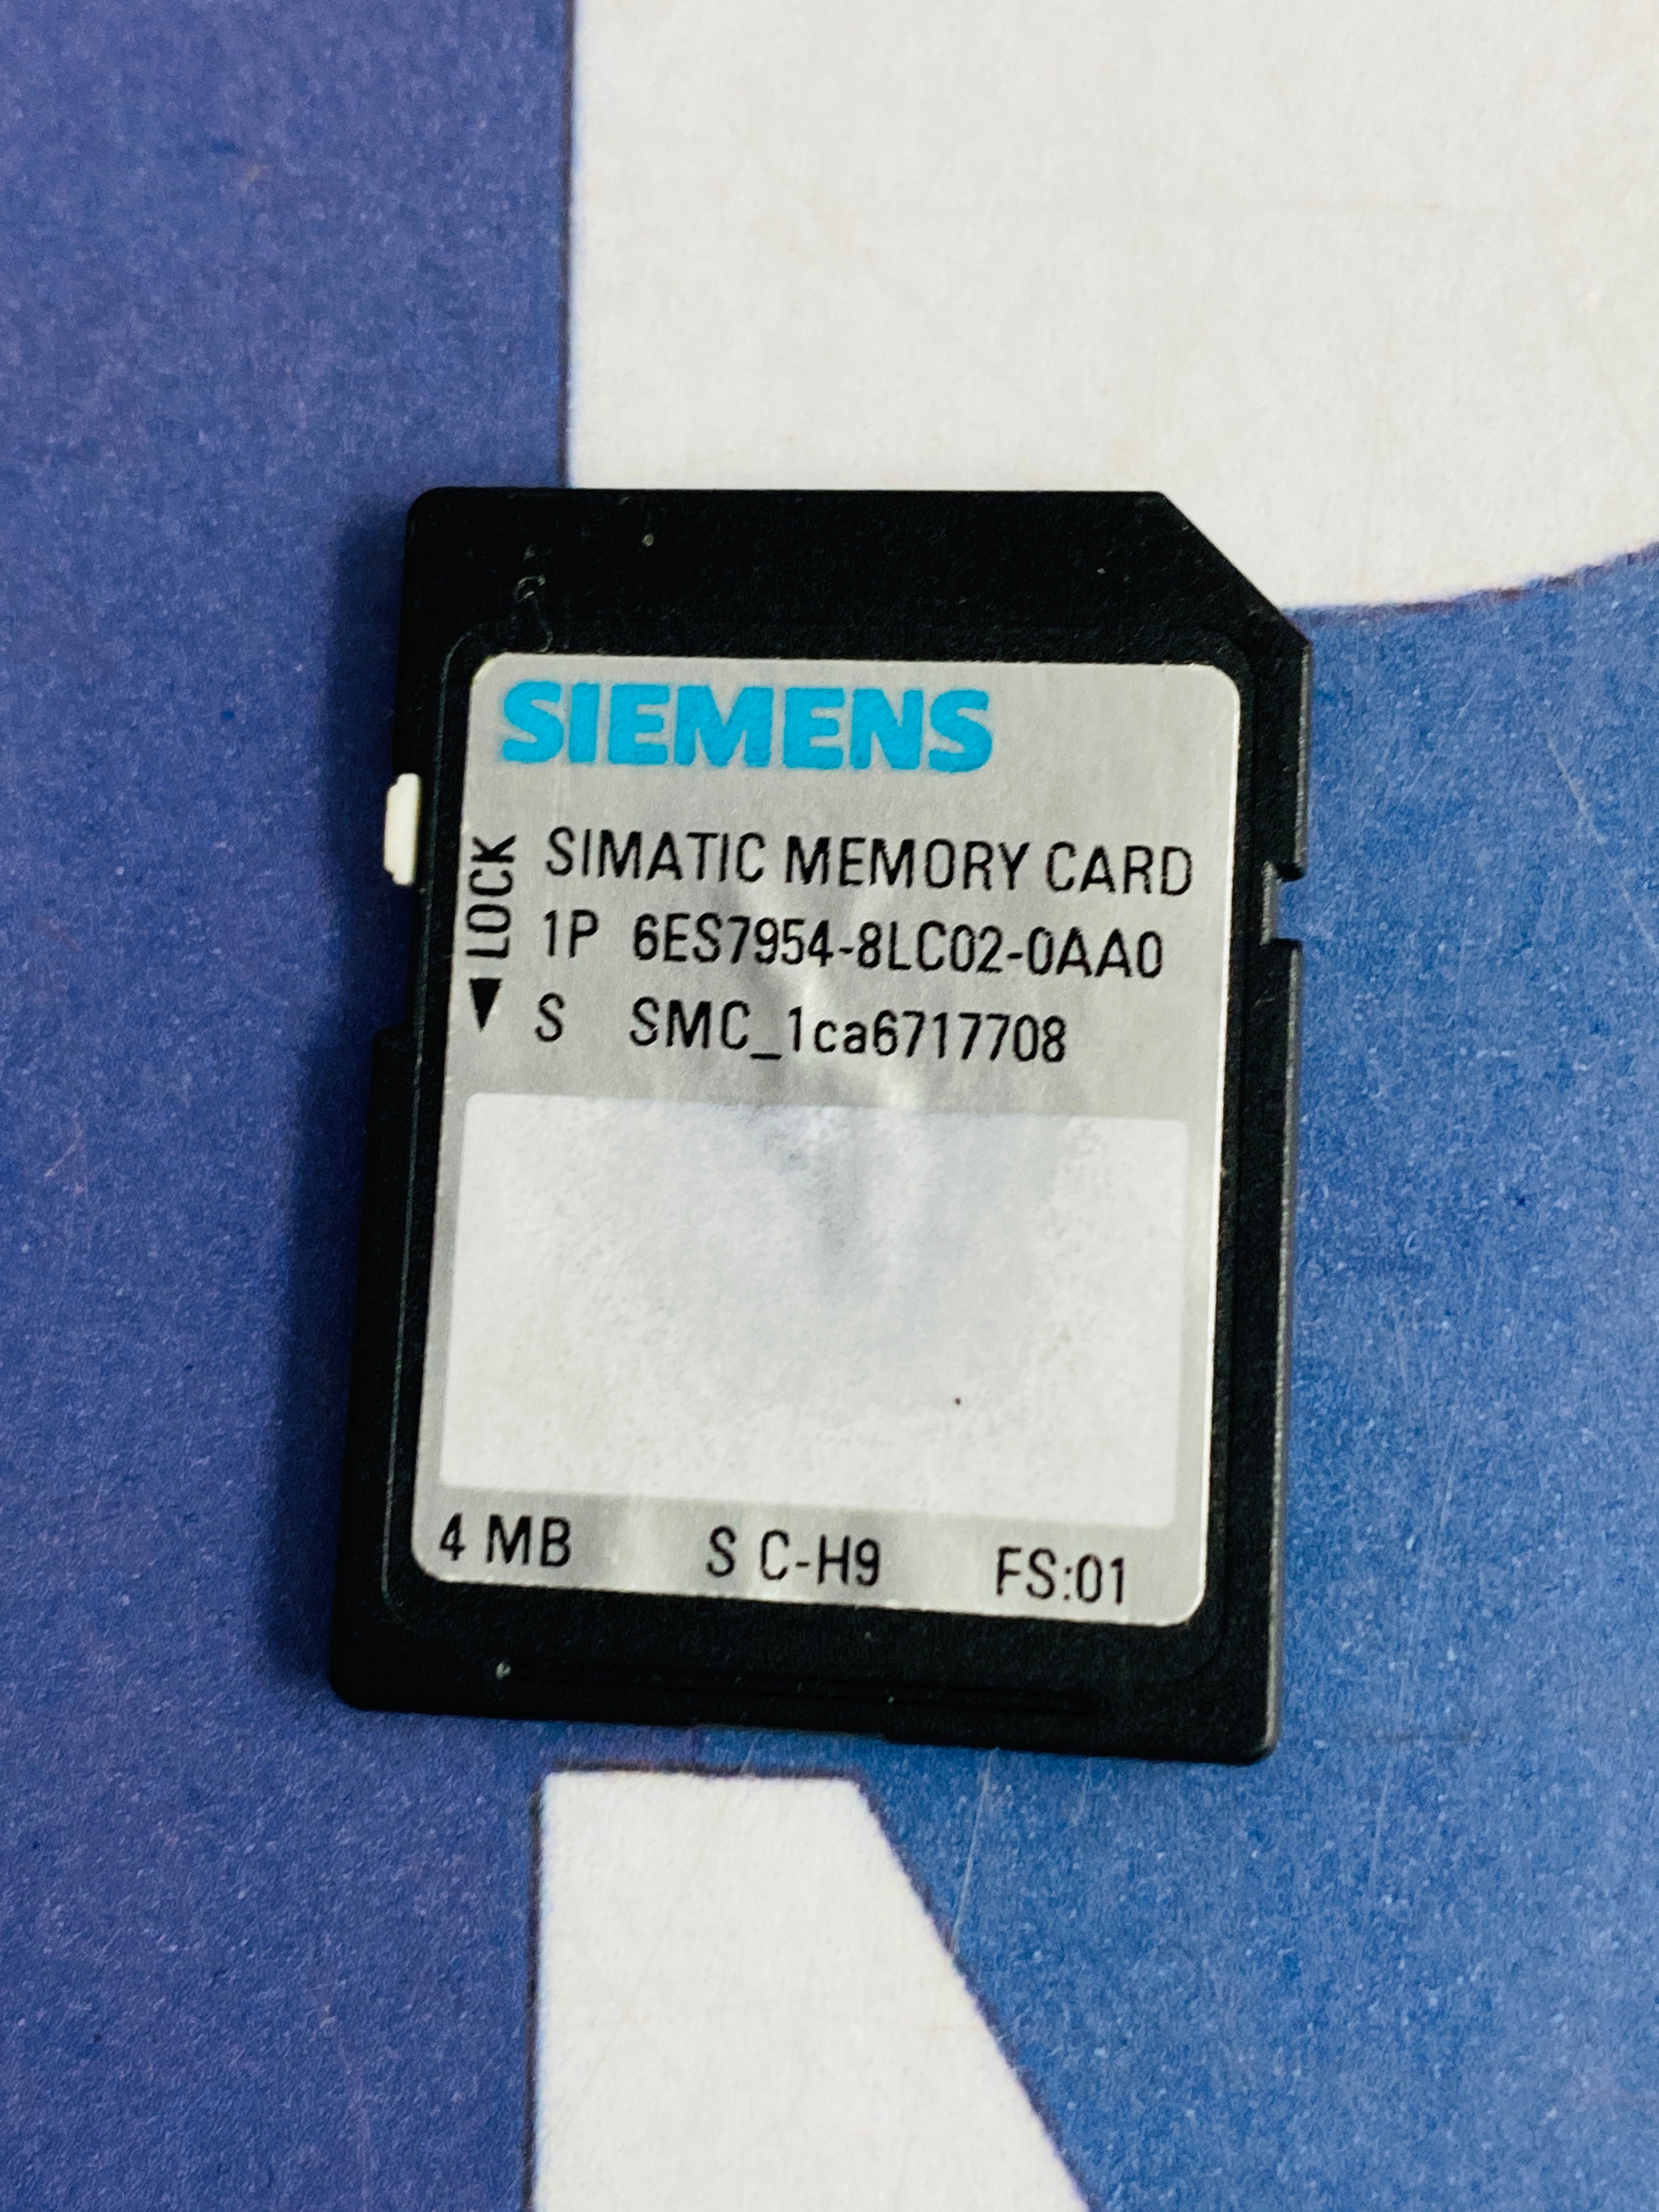 SIEMENS
SIMATIC MEMORY CARD
1P 6ES7954-8LC02-0AA0
S SMC_1ca6717708
◀ LOCK
4 MB S C-H9 FS:01